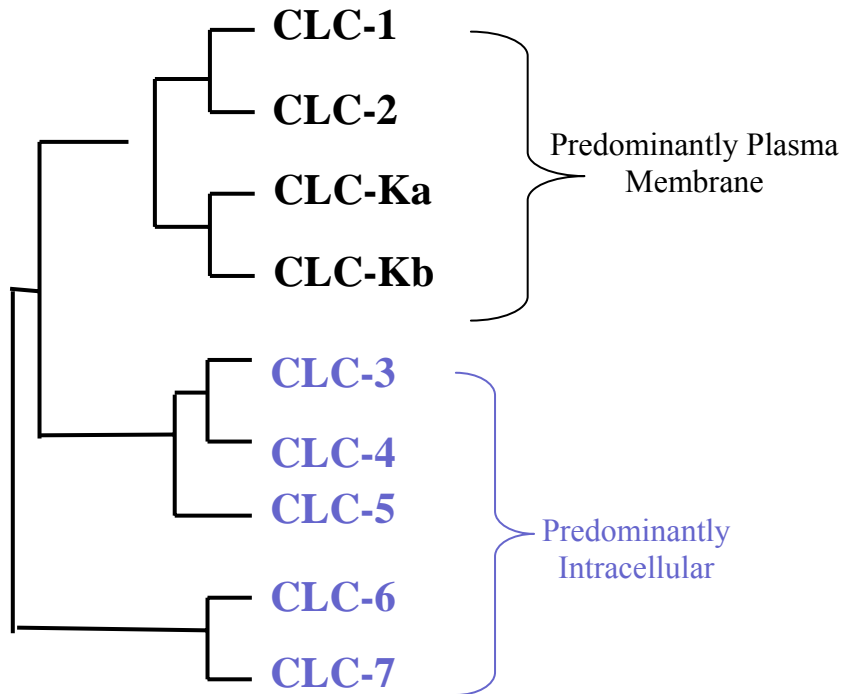 CLC-1
CLC-2
CLC-Ka
CLC-Kb
Predominantly Plasma
Membrane
CLC-3
CLC-4
CLC-5
CLC-6
CLC-7
Predominantly
Intracellular